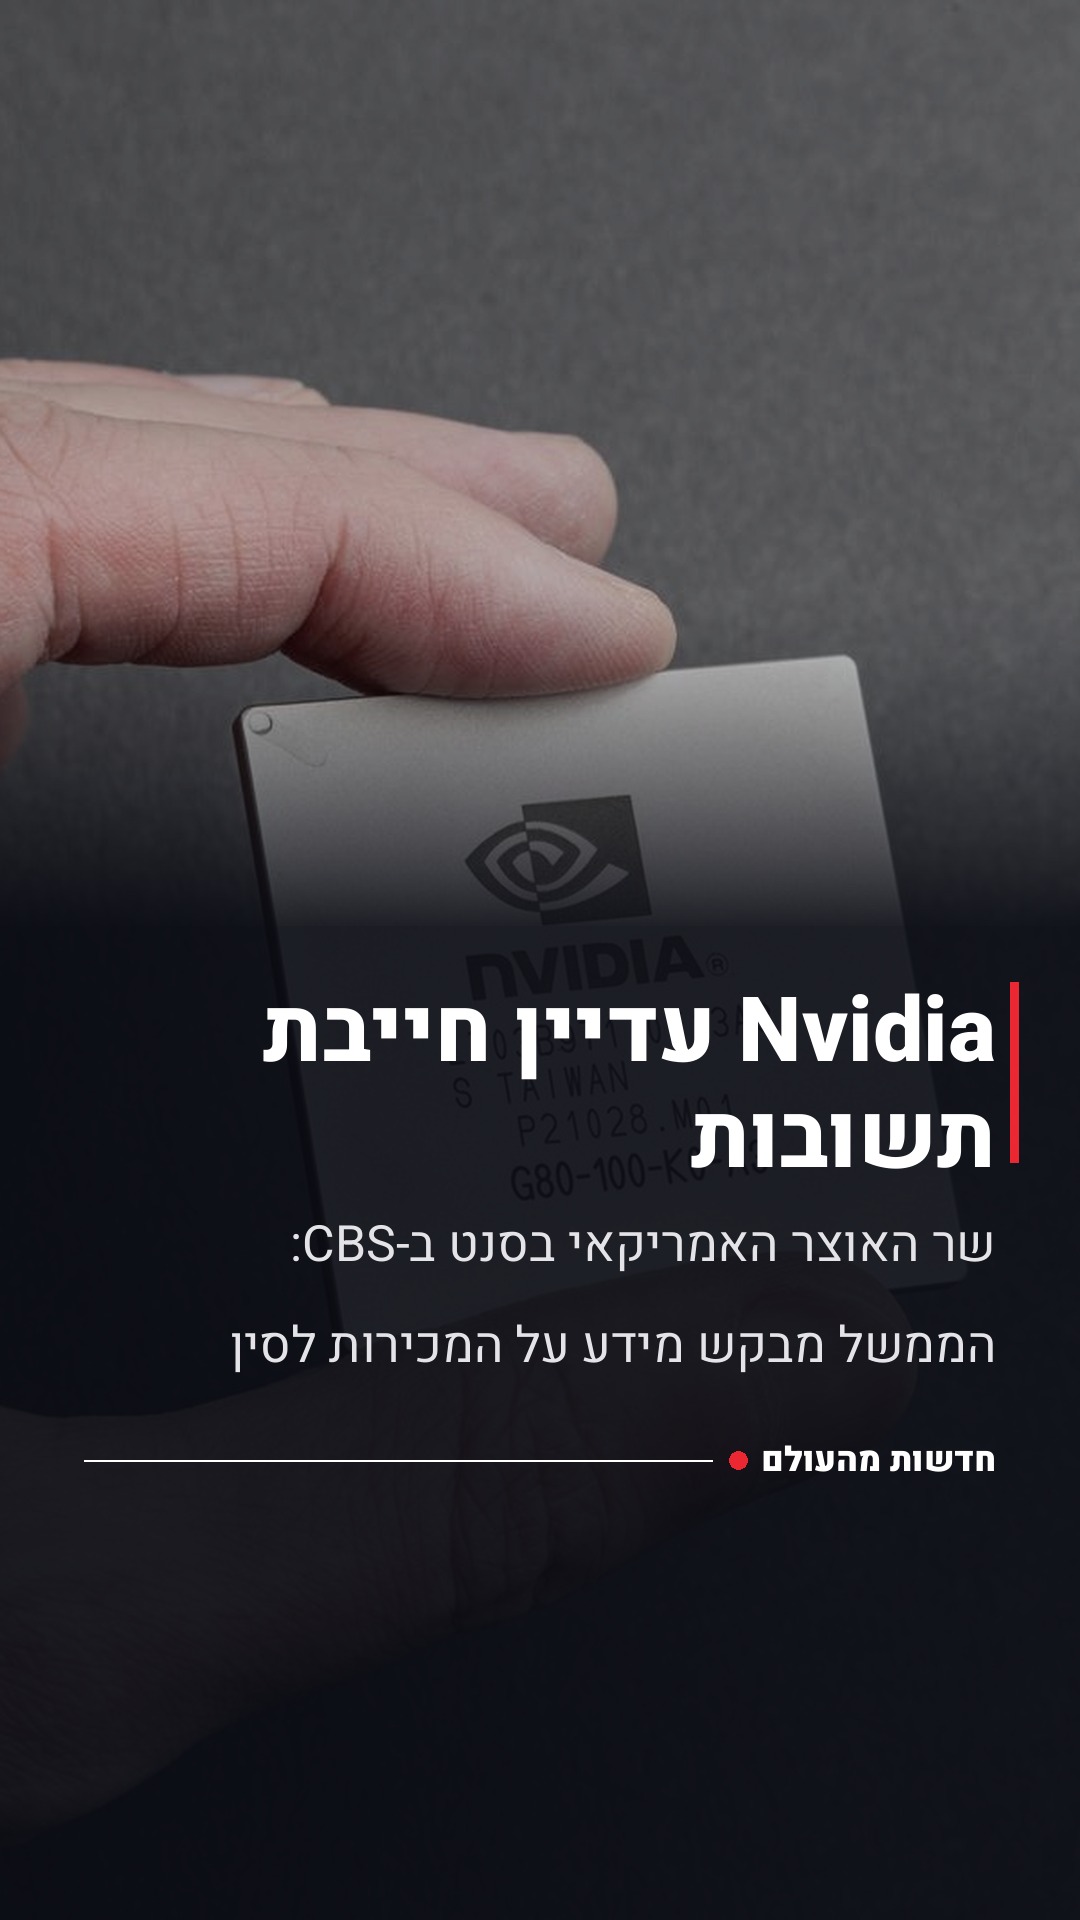 NVIDIA®
S TAIWAN
P21028.M01
Nvidia עדיין חייבת
תשובות
שר האוצר האמריקאי בסנט ב-CBS:
הממשל מבקש מידע על המכירות לסין
חדשות מהעולם